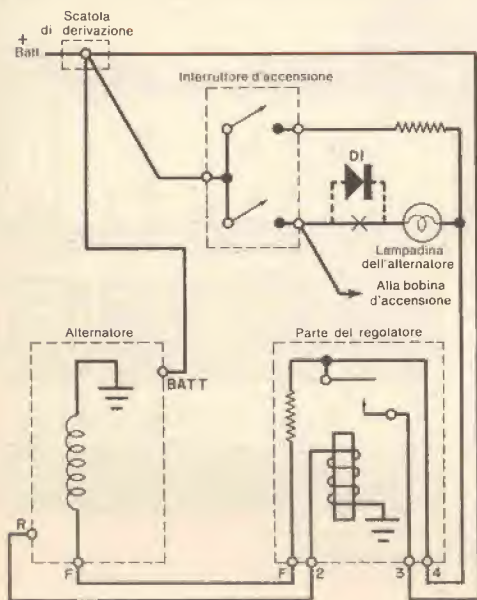 Scatola
di derivazione
+
Batt
Interruttore d'accensione
D1
Lampadina
dell'alternatore
Alla bobina
d'accensione
Alternatore
BATT
R
F
Parte del regolatore
F
2
3
4